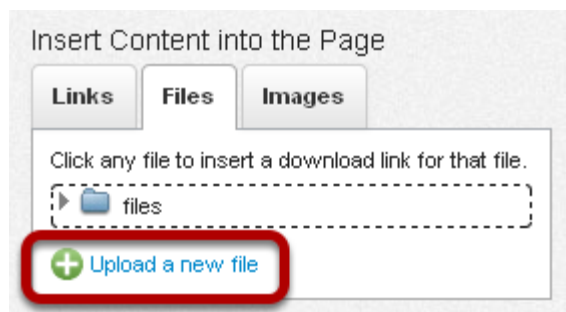 Insert Content into the Page
Links Files Images
Click any file to insert a download link for that file.
files
Upload a new file